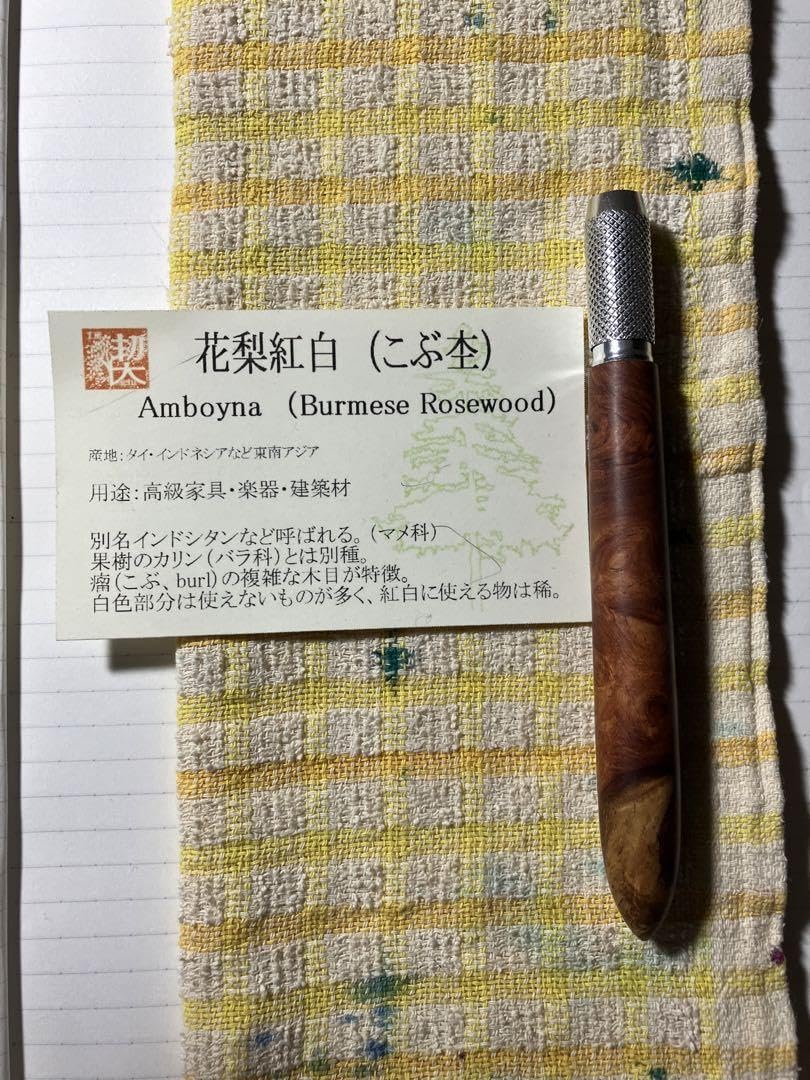 花梨紅白 (こぶ杢)
Amboyna (Burmese Rosewood)
産地:タイ・インドネシアなど東南アジア
用途:高級家具・楽器・建築材
別名インドシタンなど呼ばれる。(マメ科)
果樹のカリン(バラ科)とは別種。
瘤(こぶ、burl)の複雑な木目が特徴。
白色部分は使えないものが多く、紅白に使える物は稀。